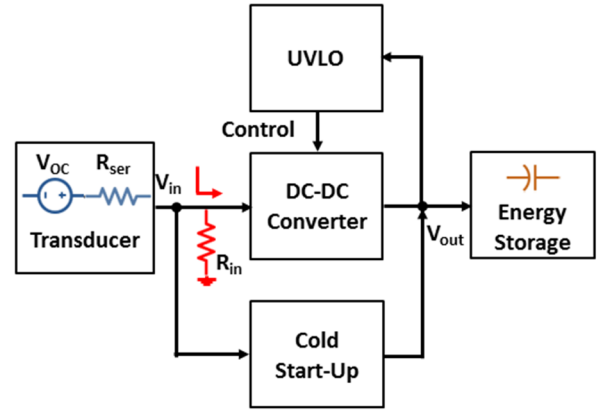 UVLO
Control
V_OC R_ser
Transducer
V_in
DC-DC
Converter
R_in
V_out
Energy
Storage
Cold
Start-Up